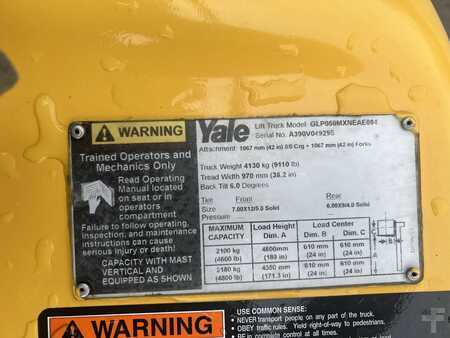 WARNING
Trained Operators and
Mechanics Only
Read Operating
Manual located
on seat or in
operators
compartment
Failure to follow operating,
inspection, and maintenance
instructions can cause
serious injury or death!
CAPACITY WITH MAST
VERTICAL AND
EQUIPPED AS SHOWN
Yale
Lift Truck Model GLP050MXNEAE084
Serial No. A390V04929S
Attachment 1067 mm (42 in) I/0 Crg + 1067 mm (42 in) Forks
Truck Weight 4130 kg (9110 lb)
Tread Width 970 mm (38.2 in)
Back Tilt 6.0 Degrees
Tire Front Rear
Size 7.00X12/5.0 Solid 6.00X9/4.0 Solid
MAXIMUM Load Height Load Center
CAPACITY Dim. A Dim. B Dim. C
2100 kg 4800mm 610 mm 610 mm
(4600 lb) (189 in) (24 in) (24 in)
2180 kg 4350 mm 610 mm 610 mm
(4800 lb) (171.3 in) (24 in) (24 in)
A
WARNING
USE COMMON SENSE:
NEVER transport people on any part of the truck.
OBEY traffic rules. Yield right-of-way to pedestrians.
BE in complete control at all times.